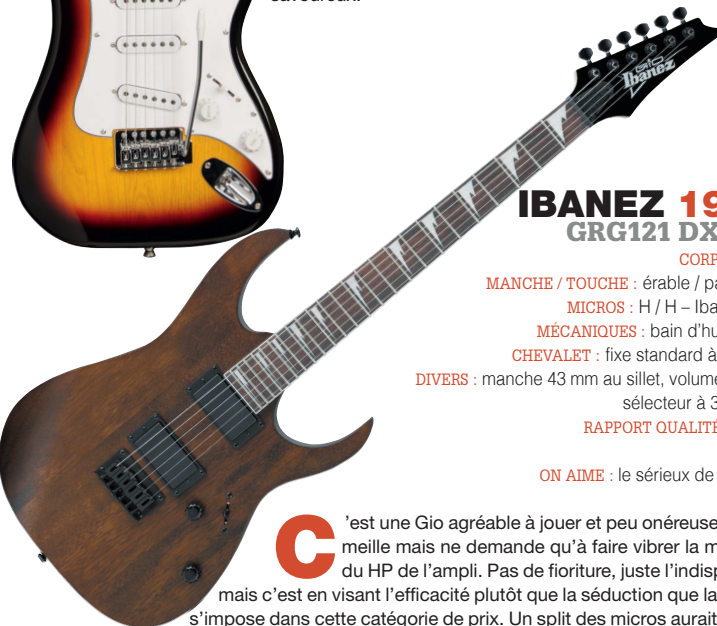 Gio
Ibanez
IBANEZ 19
GRG121 DX
CORP
MANCHE / TOUCHE : érable / pa
MICROS : H / H – Iba
MÉCANIQUES : bain d'hu
CHEVALET : fixe standard à
DIVERS : manche 43 mm au sillet, volume
sélecteur à 3
RAPPORT QUALITÉ
ON AIME : le sérieux de
C'est une Gio agréable à jouer et peu onéreuse
meille mais ne demande qu'à faire vibrer la m
du HP de l'ampli. Pas de fioriture, juste l'indisp
mais c'est en visant l'efficacité plutôt que la séduction que la
s'impose dans cette catégorie de prix. Un split des micros aurait